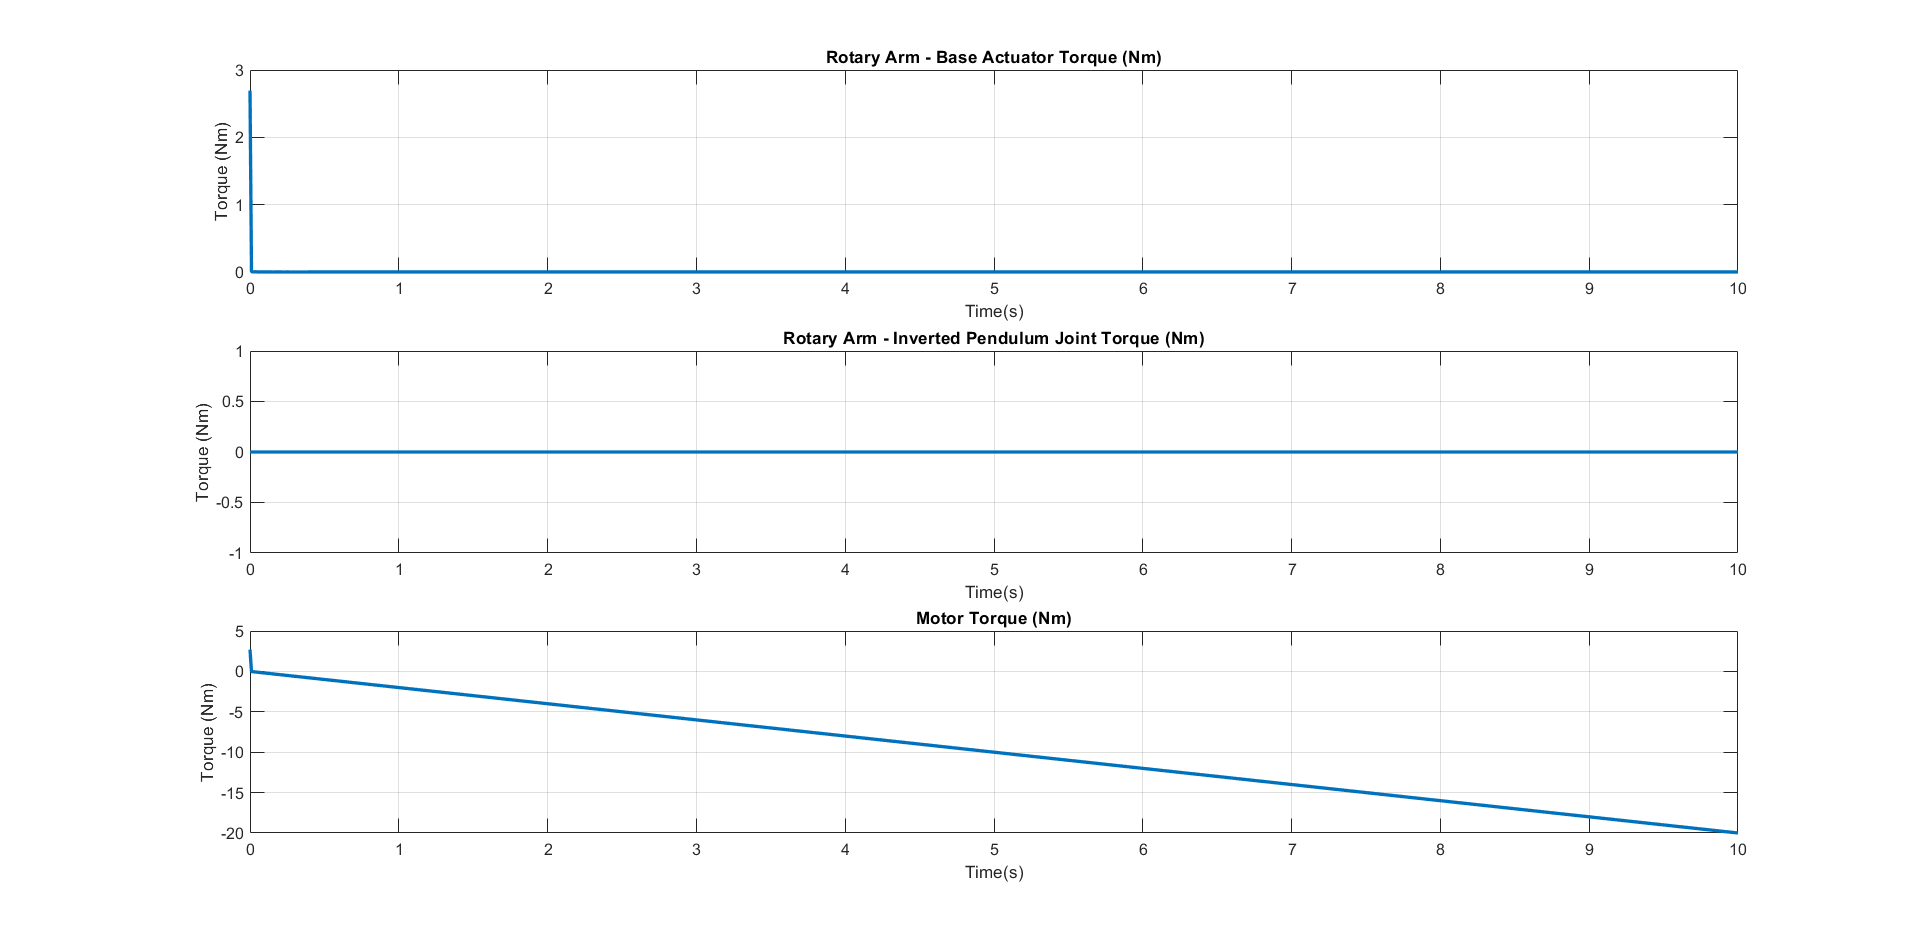 Rotary Arm - Base Actuator Torque (Nm)
3
2
1
0
Torque (Nm)
0 1 2 3 4 5 6 7 8 9 10
Time(s)
Rotary Arm - Inverted Pendulum Joint Torque (Nm)
1
0.5
0
-0.5
-1
Torque (Nm)
0 1 2 3 4 5 6 7 8 9 10
Time(s)
Motor Torque (Nm)
5
0
-5
-10
-15
-20
Torque (Nm)
0 1 2 3 4 5 6 7 8 9 10
Time(s)